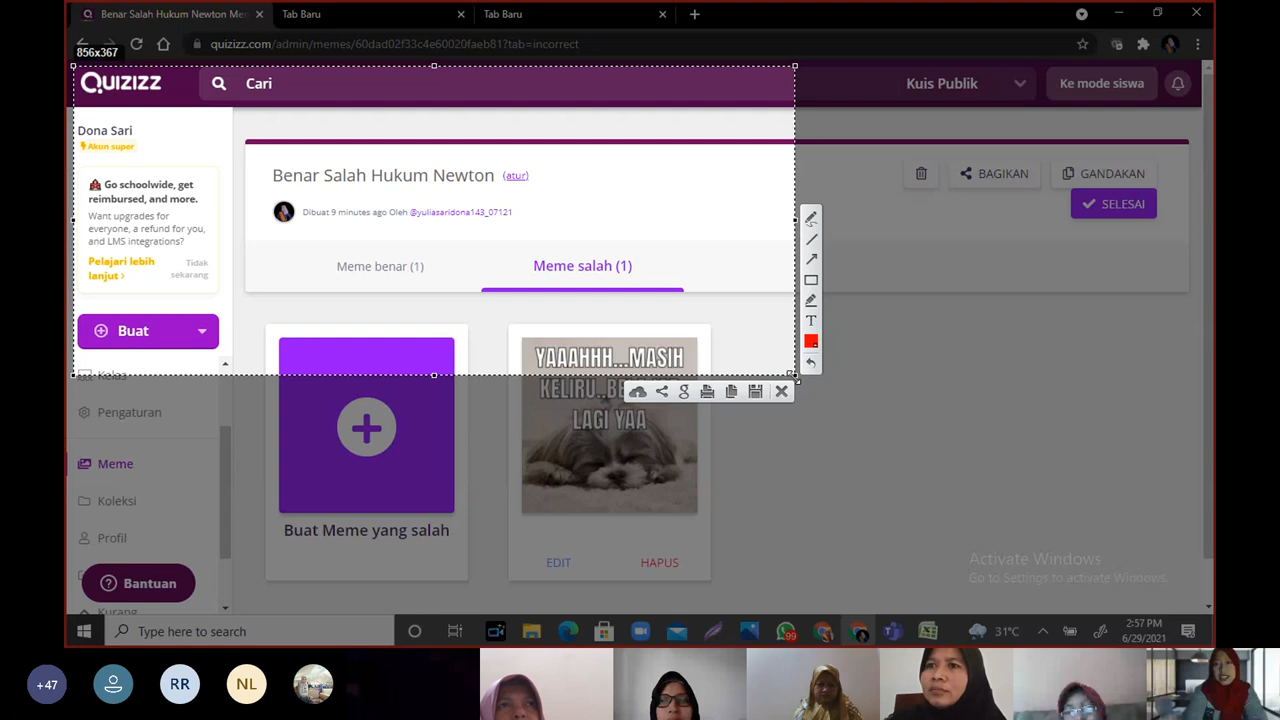 Benar Salah Hukum Newton Me
Tab Baru
Tab Baru
quizizz.com/admin/memes/60dad02f33c4e60020faeb81?tab=incorrect
856x367
QUIZIZZ
Cari
Kuis Publik
Ke mode siswa
Dona Sari
Akun super
Go schoolwide, get
reimbursed, and more.
Want upgrades for
everyone, a refund for you,
and LMS integrations?
Pelajari lebih
lanjut >
Tidak
sekarang
Buat
Kelas
Pengaturan
Meme
Koleksi
Profil
Bantuan
Kurang
Benar Salah Hukum Newton (atur)
Dibuat 9 minutes ago Oleh @yuliasaridona143_07121
BAGIKAN
GANDAKAN
SELESAI
Meme benar (1)
Meme salah (1)
YAAAHHH...MASIH
LAGI YAA
Buat Meme yang salah
EDIT
HAPUS
Activate Windows
Go to Settings to activate Windows.
Type here to search
99
31°C
2:57 PM
6/29/2021
+47
RR
NL